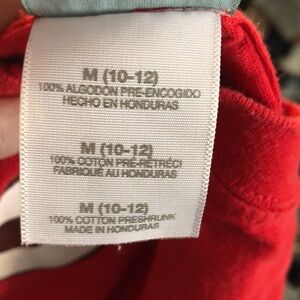 M (10-12)
100% ALGODÓN PRE-ENCOGIDO
HECHO EN HONDURAS
M (10-12)
100% COTON PRÉ-RÉTRÉCI
FABRIQUÉ AU HONDURAS
M (10-12)
100% COTTON PRESHRUNK
MADE IN HONDURAS